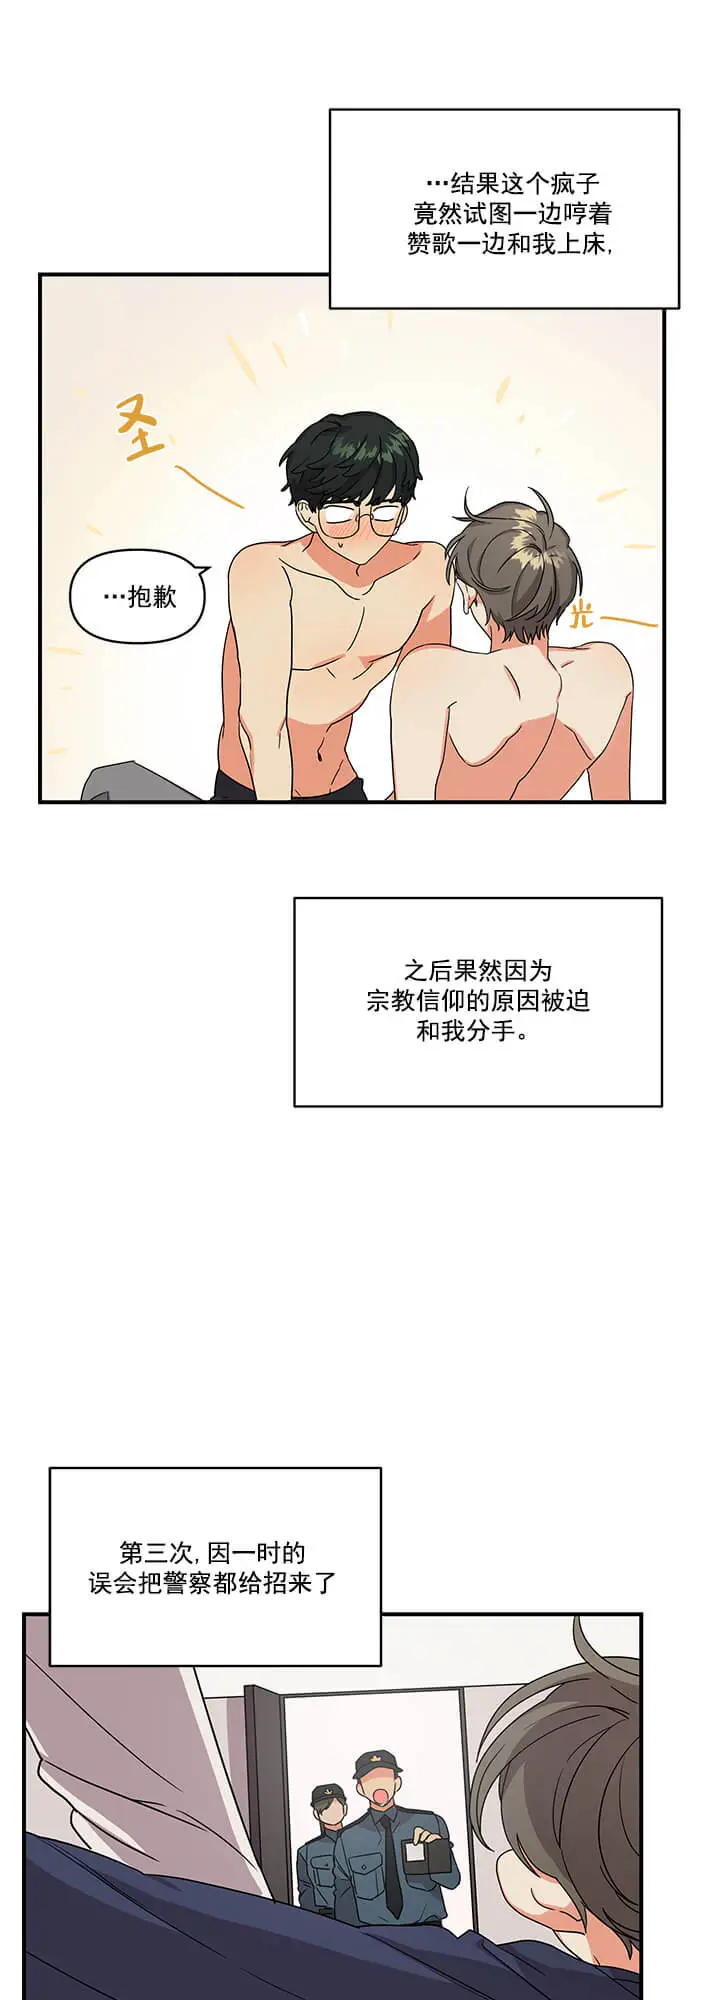 …结果这个疯子
竟然试图一边哼着
赞歌一边和我上床,
圣
…抱歉
光
之后果然因为
宗教信仰的原因被迫
和我分手。
第三次,因一时的
误会把警察都给招来了